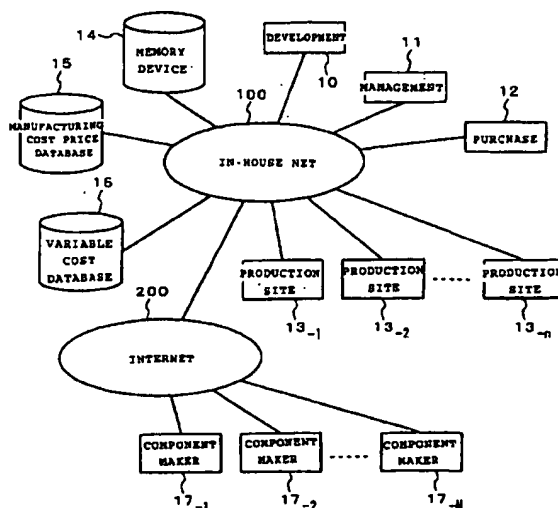 14
MEMORY
DEVICE
DEVELOPMENT
10
11
MANAGEMENT
15
MANUFACTURING
COST PRICE
DATABASE
100
IN-HOUSE NET
12
PURCHASE
16
VARIABLE
COST
DATABASE
PRODUCTION
SITE
13-1
PRODUCTION
SITE
13-2
PRODUCTION
SITE
13-n
200
INTERNET
COMPONENT
MAKER
17-1
COMPONENT
MAKER
17-2
COMPONENT
MAKER
17-M